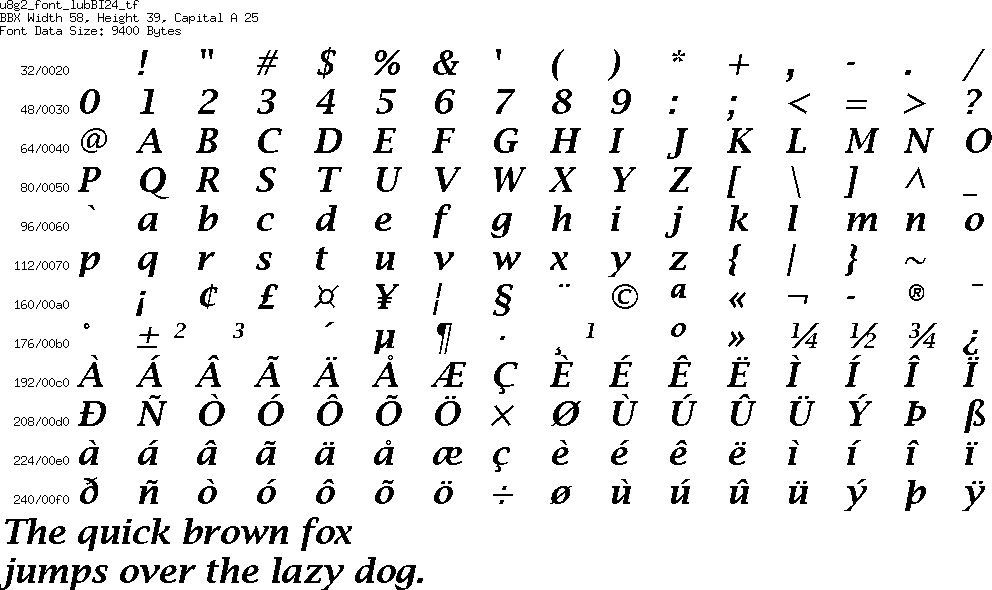 u8g2_font_lubBI24_tf
BBX Width 58, Height 39, Capital A 25
Font Data Size: 9400 Bytes
32/0020 ! " # $ % & ' ( ) * + , - . /
48/0030 0 1 2 3 4 5 6 7 8 9 : ; < = > ?
64/0040 @ A B C D E F G H I J K L M N O
80/0050 P Q R S T U V W X Y Z [ \ ] ^ _
96/0060 ` a b c d e f g h i j k l m n o
112/0070 p q r s t u v w x y z { | } ~
160/00a0 ¡ ¢ £ ¤ ¥ ¦ § ¨ © ª « ¬ - ® ¯
176/00b0 ° ± ² ³ ´ µ ¶ · ¸ ¹ º » ¼ ½ ¾ ¿
192/00c0 À Á Â Ã Ä Å Æ Ç È É Ê Ë Ì Í Î Ï
208/00d0 Ð Ñ Ò Ó Ô Õ Ö × Ø Ù Ú Û Ü Ý Þ ß
224/00e0 à á â ã ä å æ ç è é ê ë ì í î ï
240/00f0 ð ñ ò ó ô õ ö ÷ ø ù ú û ü ý þ ÿ
The quick brown fox
jumps over the lazy dog.